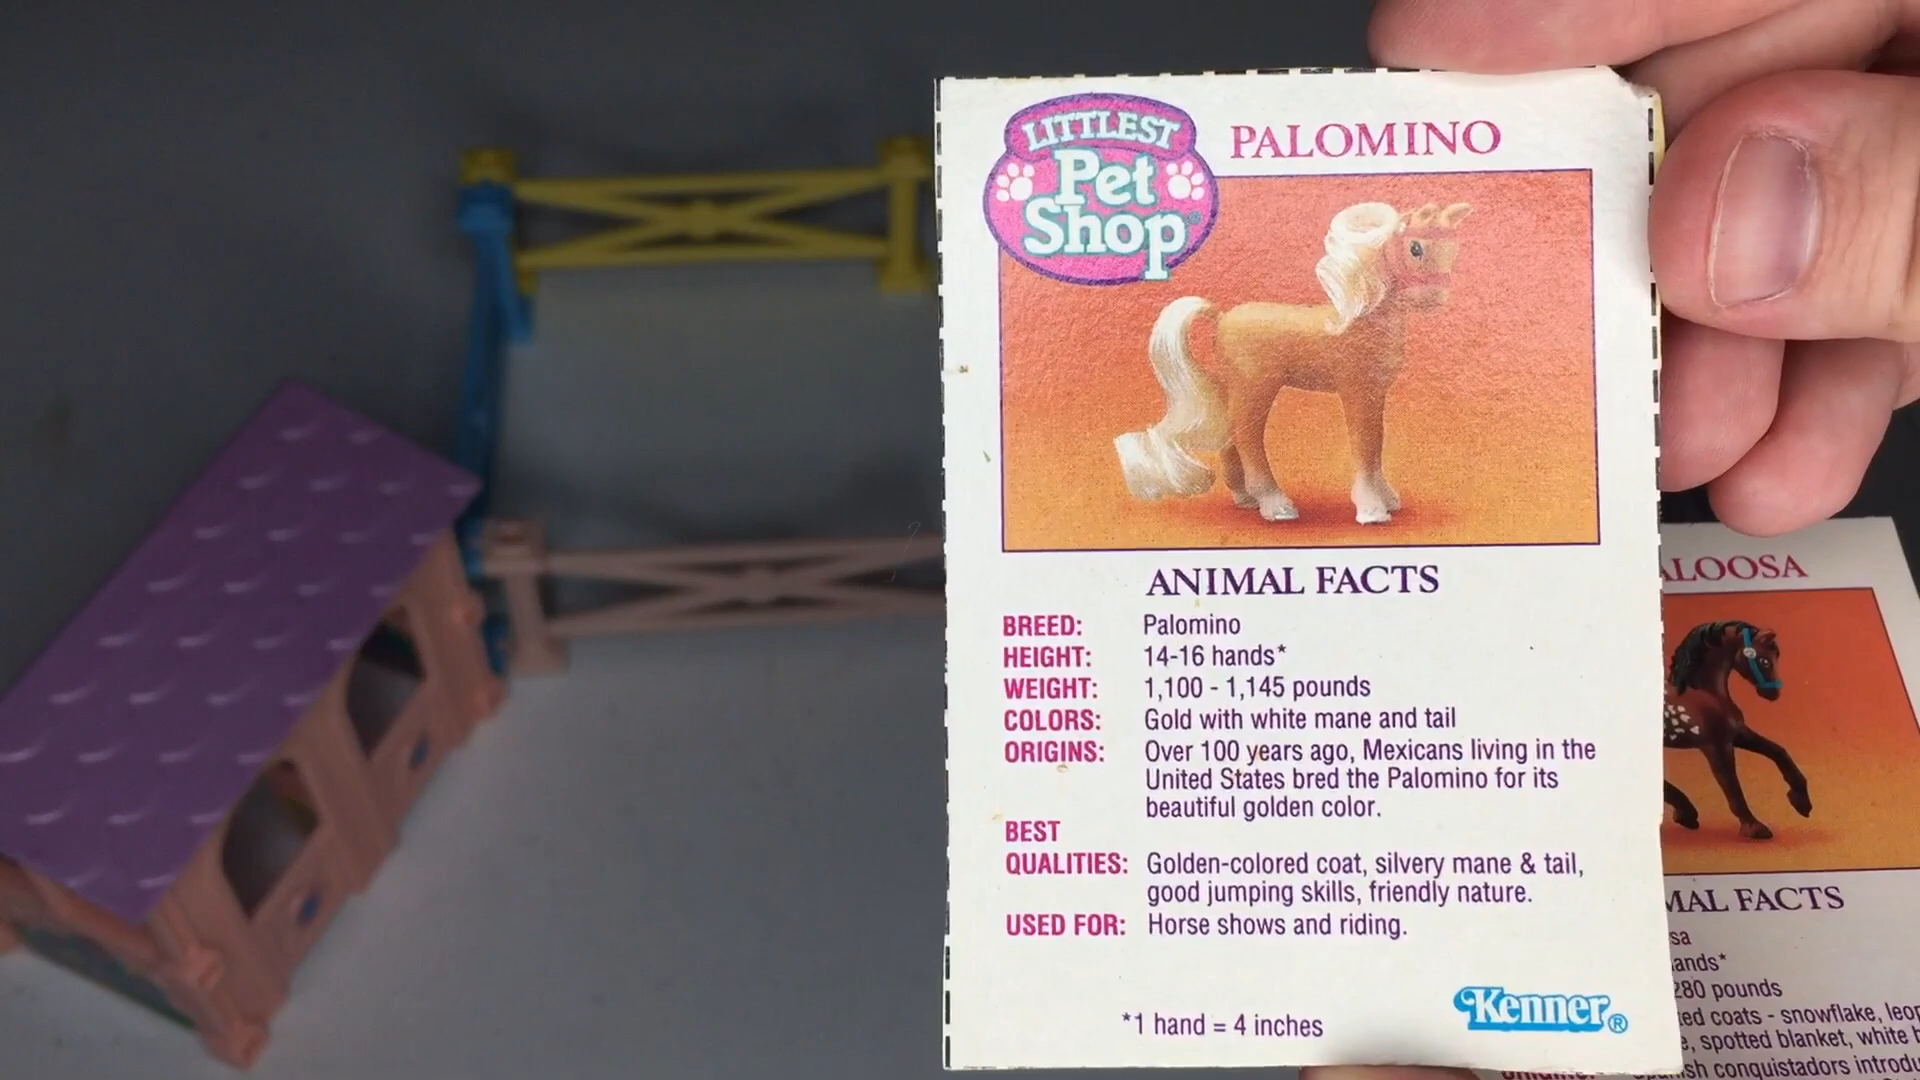 LITTLEST
Pet
Shop
PALOMINO
ANIMAL FACTS
BREED: Palomino
HEIGHT: 14-16 hands*
WEIGHT: 1,100 - 1,145 pounds
COLORS: Gold with white mane and tail
ORIGINS: Over 100 years ago, Mexicans living in the
United States bred the Palomino for its
beautiful golden color.
BEST
QUALITIES: Golden-colored coat, silvery mane & tail,
good jumping skills, friendly nature.
USED FOR: Horse shows and riding.
*1 hand = 4 inches
Kenner®
ALOOSA
MAL FACTS
sa
ands*
280 pounds
ted coats - snowflake, leop
e, spotted blanket, white b
sh conquistadors introdu